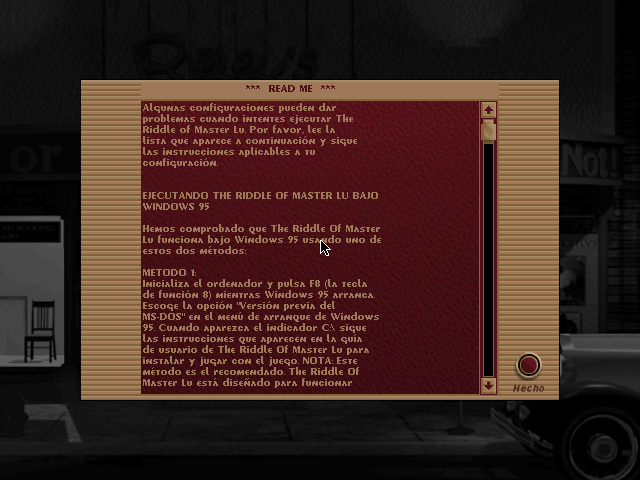 *** READ ME ***
Algunas configuraciones pueden dar
problemas cuando intentes ejecutar The
Riddle of Master Lu. Por favor, lee la
lista que aparece a continuación y sigue
las instrucciones aplicables a tu
configuración.
EJECUTANDO THE RIDDLE OF MASTER LU BAJO
WINDOWS 95
Hemos comprobado que The Riddle Of Master
Lu funciona bajo Windows 95 usando uno de
estos dos métodos:
METODO 1:
Inicializa el ordenador y pulsa F8 (la tecla
de función 8) mientras Windows 95 arranca.
Escoge la opción "Versión previa del
MS-DOS" en el menú de arranque de Windows
95. Cuando aparezca el indicador C:\ sigue
las instrucciones que aparecen en la guía
de usuario de The Riddle Of Master Lu para
instalar y jugar con el juego. NOTA: Este
método es el recomendado. The Riddle Of
Master Lu está diseñado para funcionar
Hecho
or
Not!